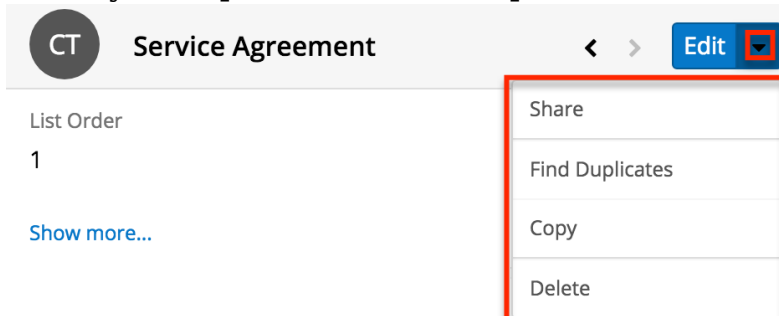 CT Service Agreement Edit
List Order
1
Show more...
Share
Find Duplicates
Copy
Delete